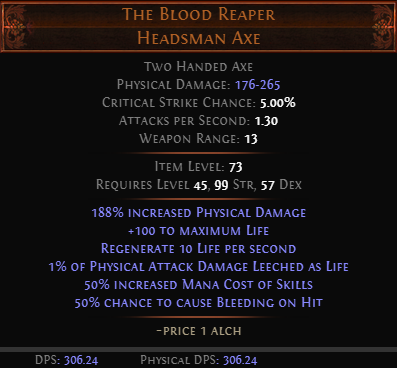 The Blood Reaper
Headsman Axe
Two Handed Axe
Physical Damage: 176-265
Critical Strike Chance: 5.00%
Attacks per Second: 1.30
Weapon Range: 13
Item Level: 73
Requires Level 45, 99 Str, 57 Dex
188% increased Physical Damage
+100 to maximum Life
Regenerate 10 Life per second
1% of Physical Attack Damage Leeched as Life
50% increased Mana Cost of Skills
50% chance to cause Bleeding on Hit
~price 1 alch
DPS: 306.24 Physical DPS: 306.24